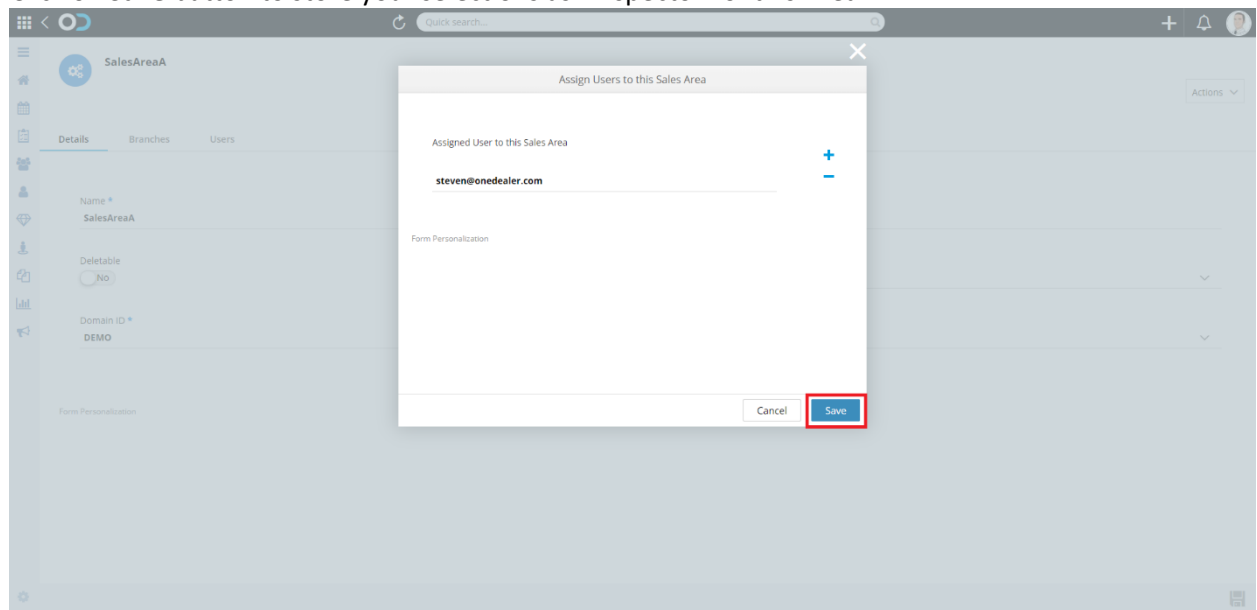 Quick search...
SalesAreaA
Assign Users to this Sales Area
Actions
Details Branches Users
Assigned User to this Sales Area
steven@onedealer.com
Name *
SalesAreaA
Form Personalization
Deletable
No
Domain ID *
DEMO
Form Personalization
Cancel Save